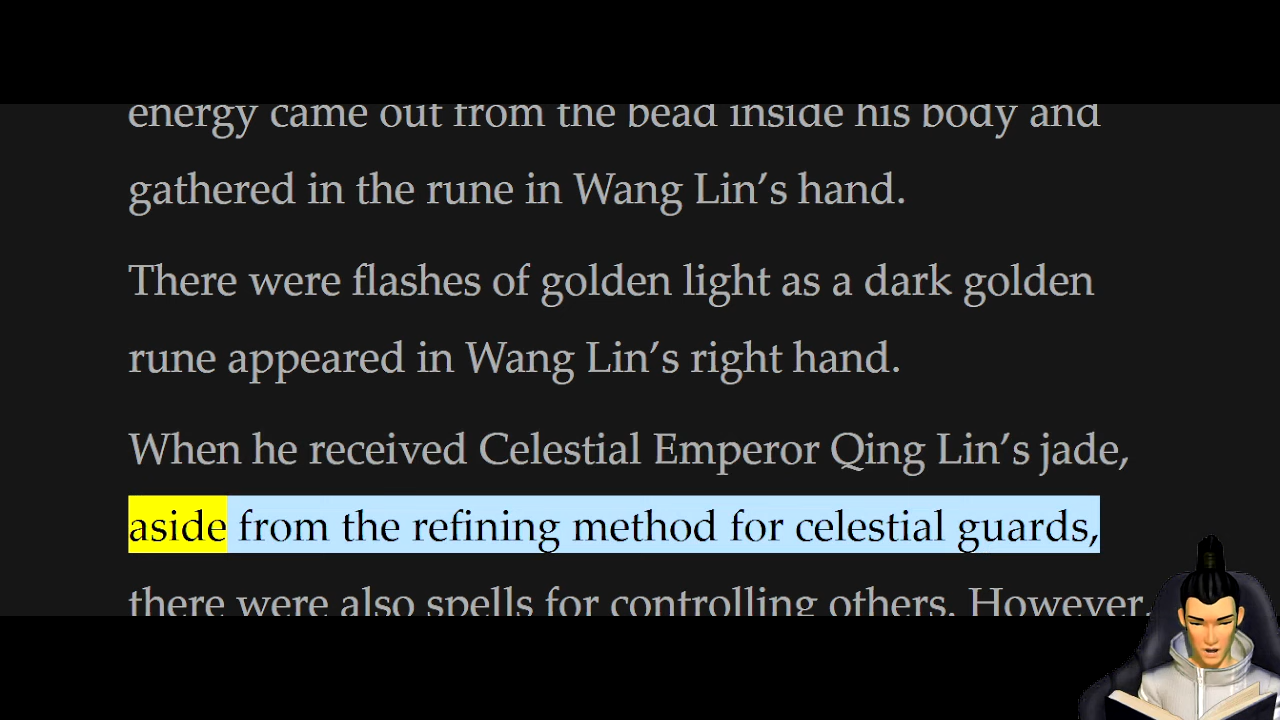 energy came out from the bead inside his body and
gathered in the rune in Wang Lin’s hand.
There were flashes of golden light as a dark golden
rune appeared in Wang Lin’s right hand.
When he received Celestial Emperor Qing Lin’s jade,
aside from the refining method for celestial guards,
there were also spells for controlling others. However,